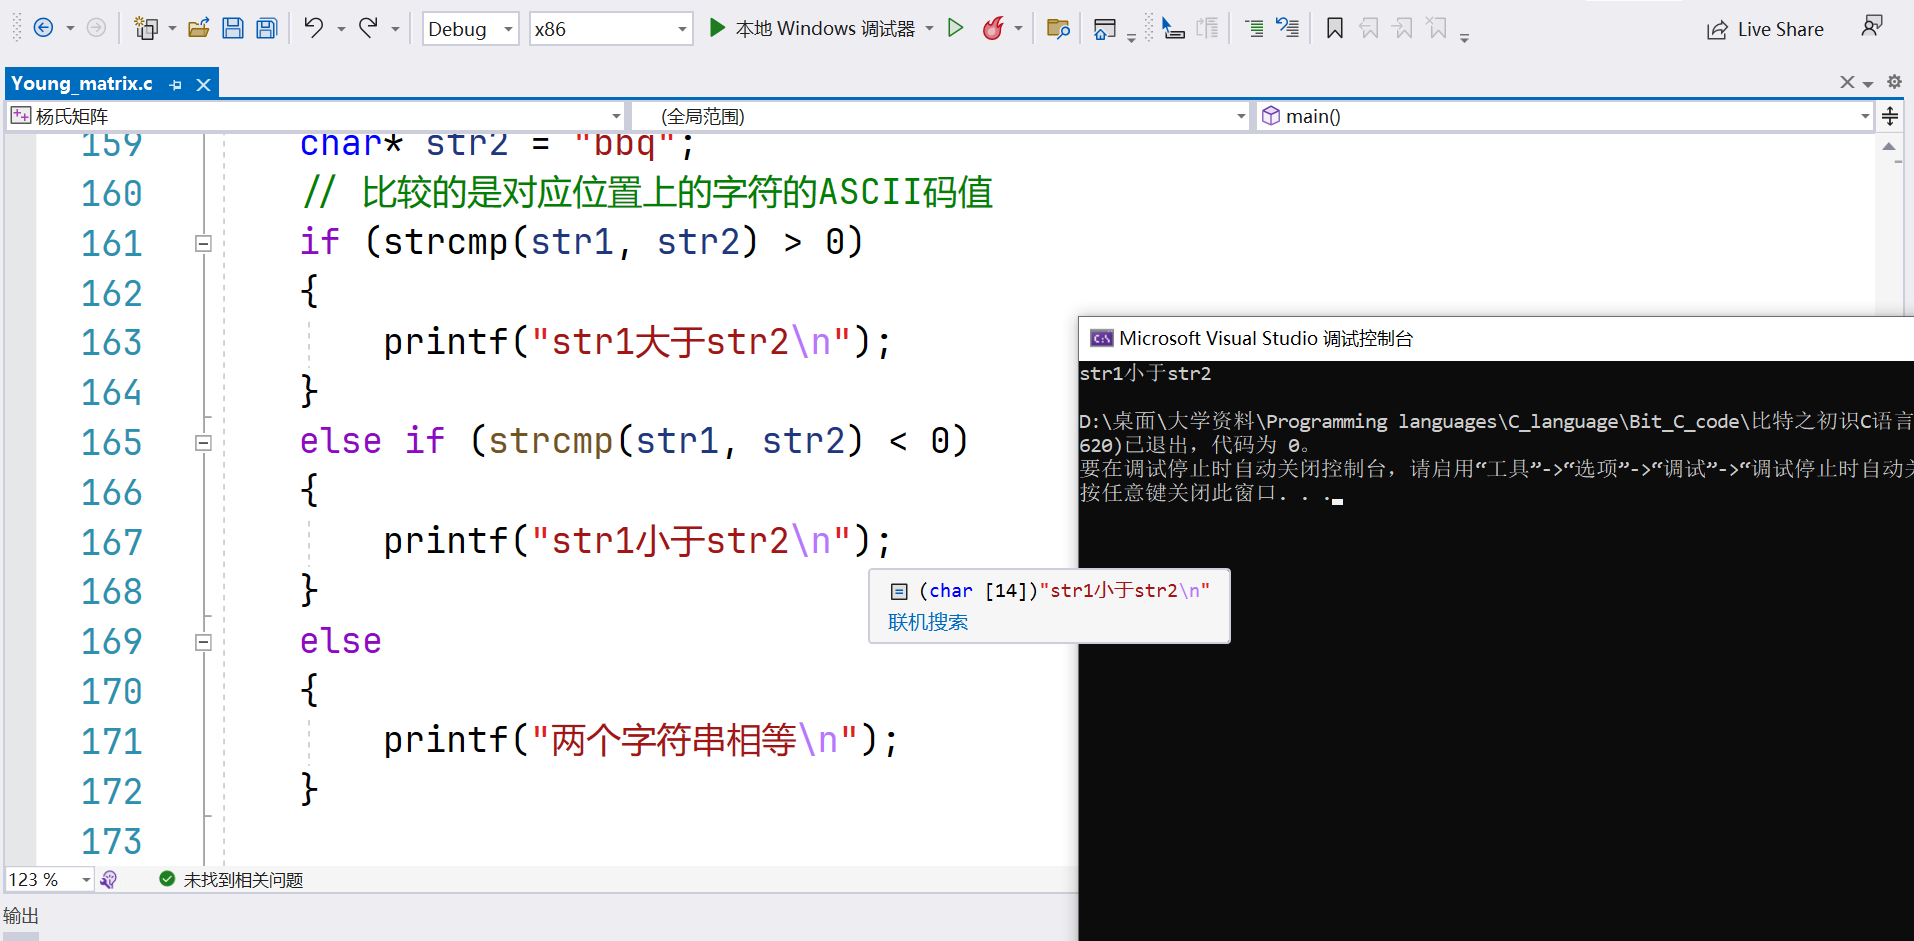 Debug x86 本地 Windows 调试器 Live Share
Young_matrix.c
杨氏矩阵 (全局范围) main()
159 char* str2 = "bbq";
160 // 比较的是对应位置上的字符的ASCII码值
161 if (strcmp(str1, str2) > 0)
162 {
163 printf("str1大于str2\n");
164 }
165 else if (strcmp(str1, str2) < 0)
166 {
167 printf("str1小于str2\n");
168 }
169 else
170 {
171 printf("两个字符串相等\n");
172 }
173
(char [14])"str1小于str2\n"
联机搜索
Microsoft Visual Studio 调试控制台
str1小于str2
D:\桌面\大学资料\Programming languages\C_language\Bit_C_code\比特之初识C语言
620)已退出，代码为 0。
要在调试停止时自动关闭控制台，请启用“工具”->“选项”->“调试”->“调试停止时自动关
按任意键关闭此窗口. . .
123 % 未找到相关问题
输出